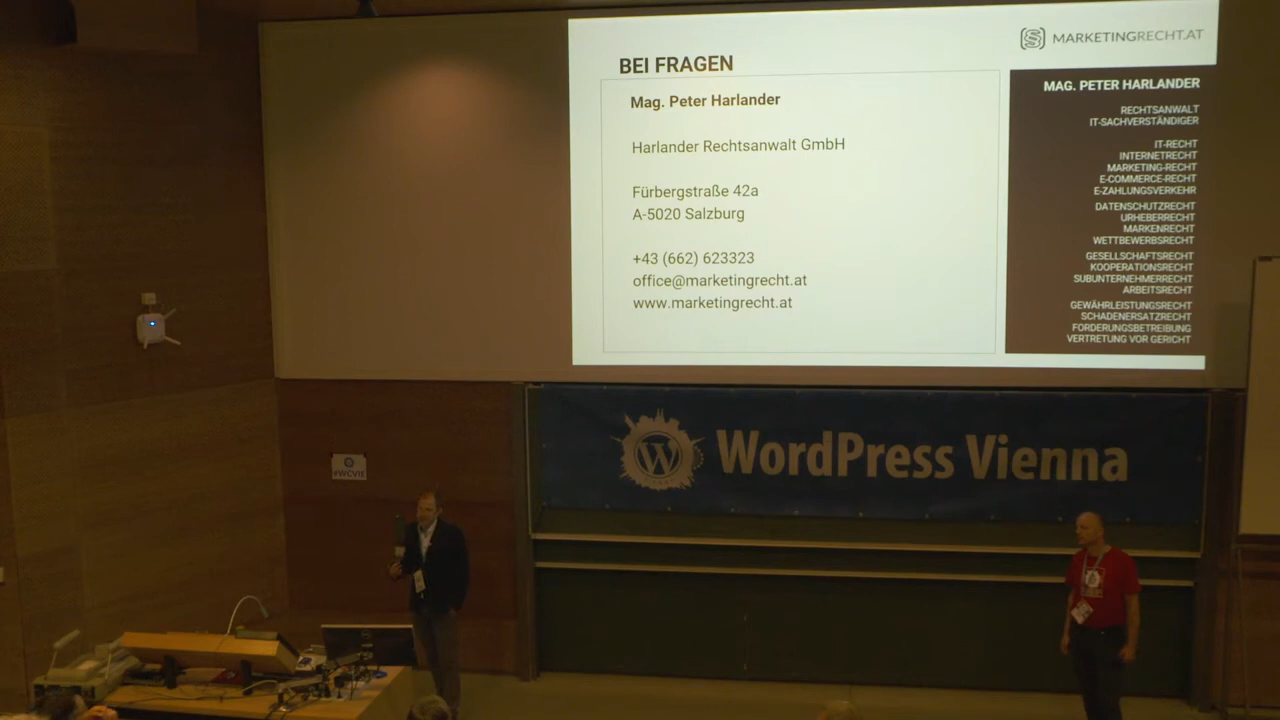 MARKETINGRECHT.AT
BEI FRAGEN
Mag. Peter Harlander
Harlander Rechtsanwalt GmbH
Fürbergstraße 42a
A-5020 Salzburg
+43 (662) 623323
office@marketingrecht.at
www.marketingrecht.at
MAG. PETER HARLANDER
RECHTSANWALT
IT-SACHVERSTÄNDIGER
IT-RECHT
INTERNETRECHT
MARKETING-RECHT
E-COMMERCE-RECHT
E-ZAHLUNGSVERKEHR
DATENSCHUTZRECHT
URHEBERRECHT
MARKENRECHT
WETTBEWERBSRECHT
GESELLSCHAFTSRECHT
KOOPERATIONSRECHT
SUBUNTERNEHMERRECHT
ARBEITSRECHT
GEWÄHRLEISTUNGSRECHT
SCHADENERSATZRECHT
FORDERUNGSBETREIBUNG
VERTRETUNG VOR GERICHT
WordPress Vienna
#WCVIE